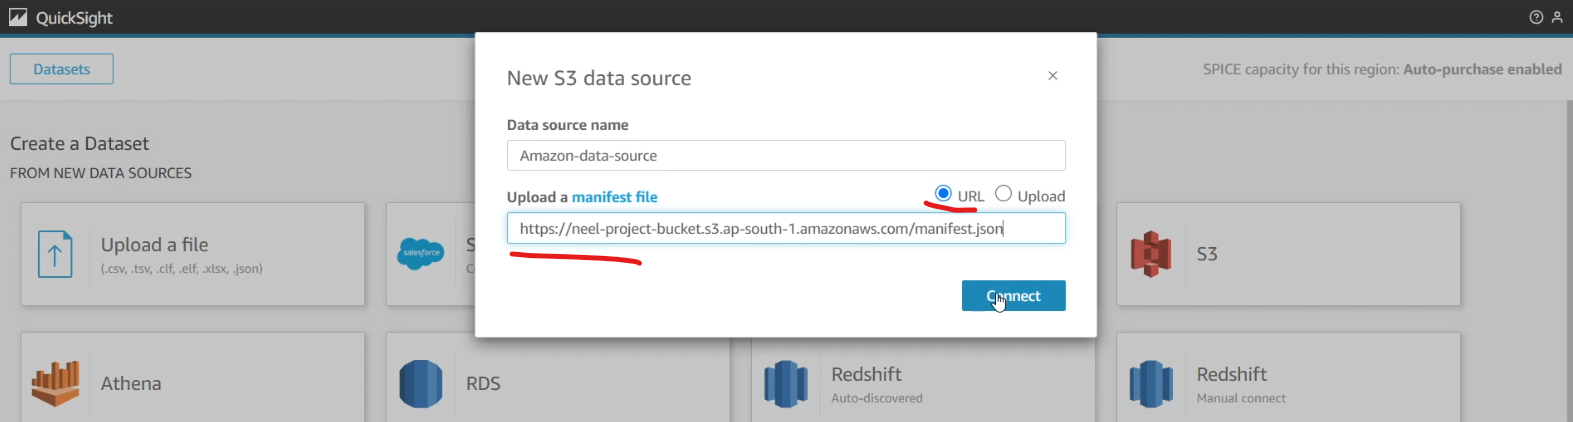 QuickSight
Datasets
SPICE capacity for this region: Auto-purchase enabled
New S3 data source
Data source name
Amazon-data-source
Upload a manifest file
URL
Upload
https://neel-project-bucket.s3.ap-south-1.amazonaws.com/manifest.json
Connect
Create a Dataset
FROM NEW DATA SOURCES
Upload a file
(.csv, .tsv, .clf, .elf, .xlsx, .json)
salesforce
S3
Athena
RDS
Redshift
Auto-discovered
Redshift
Manual connect